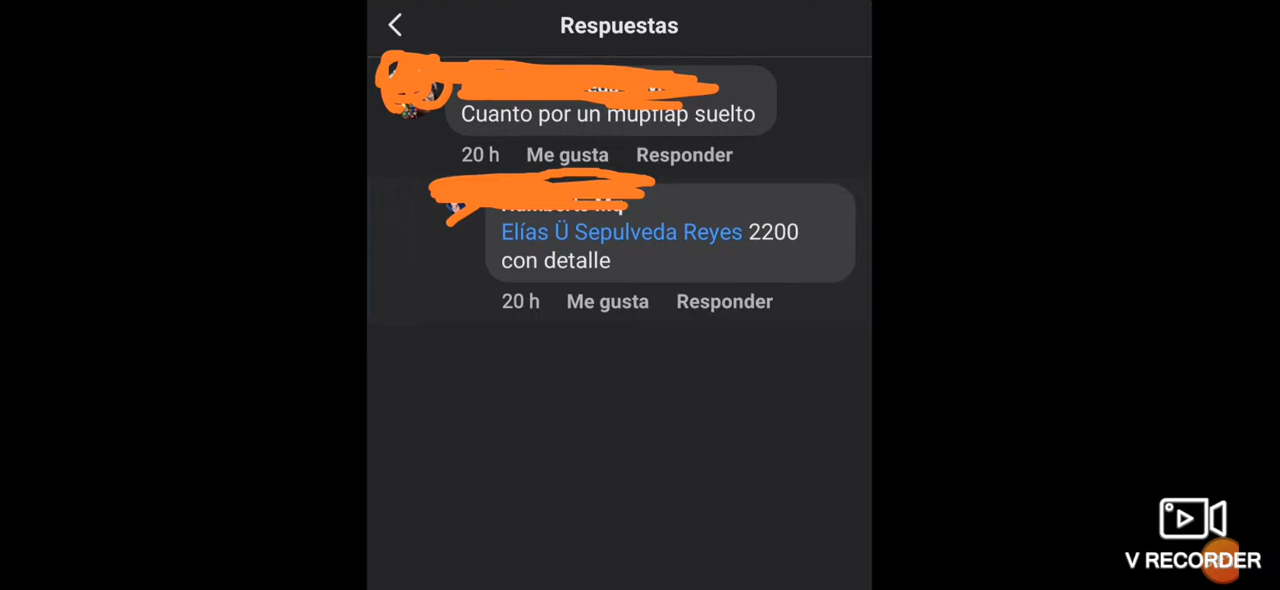 Respuestas
Cuanto por un mupflap suelto
20 h Me gusta Responder
Elías Ü Sepulveda Reyes 2200
con detalle
20 h Me gusta Responder
V RECORDER